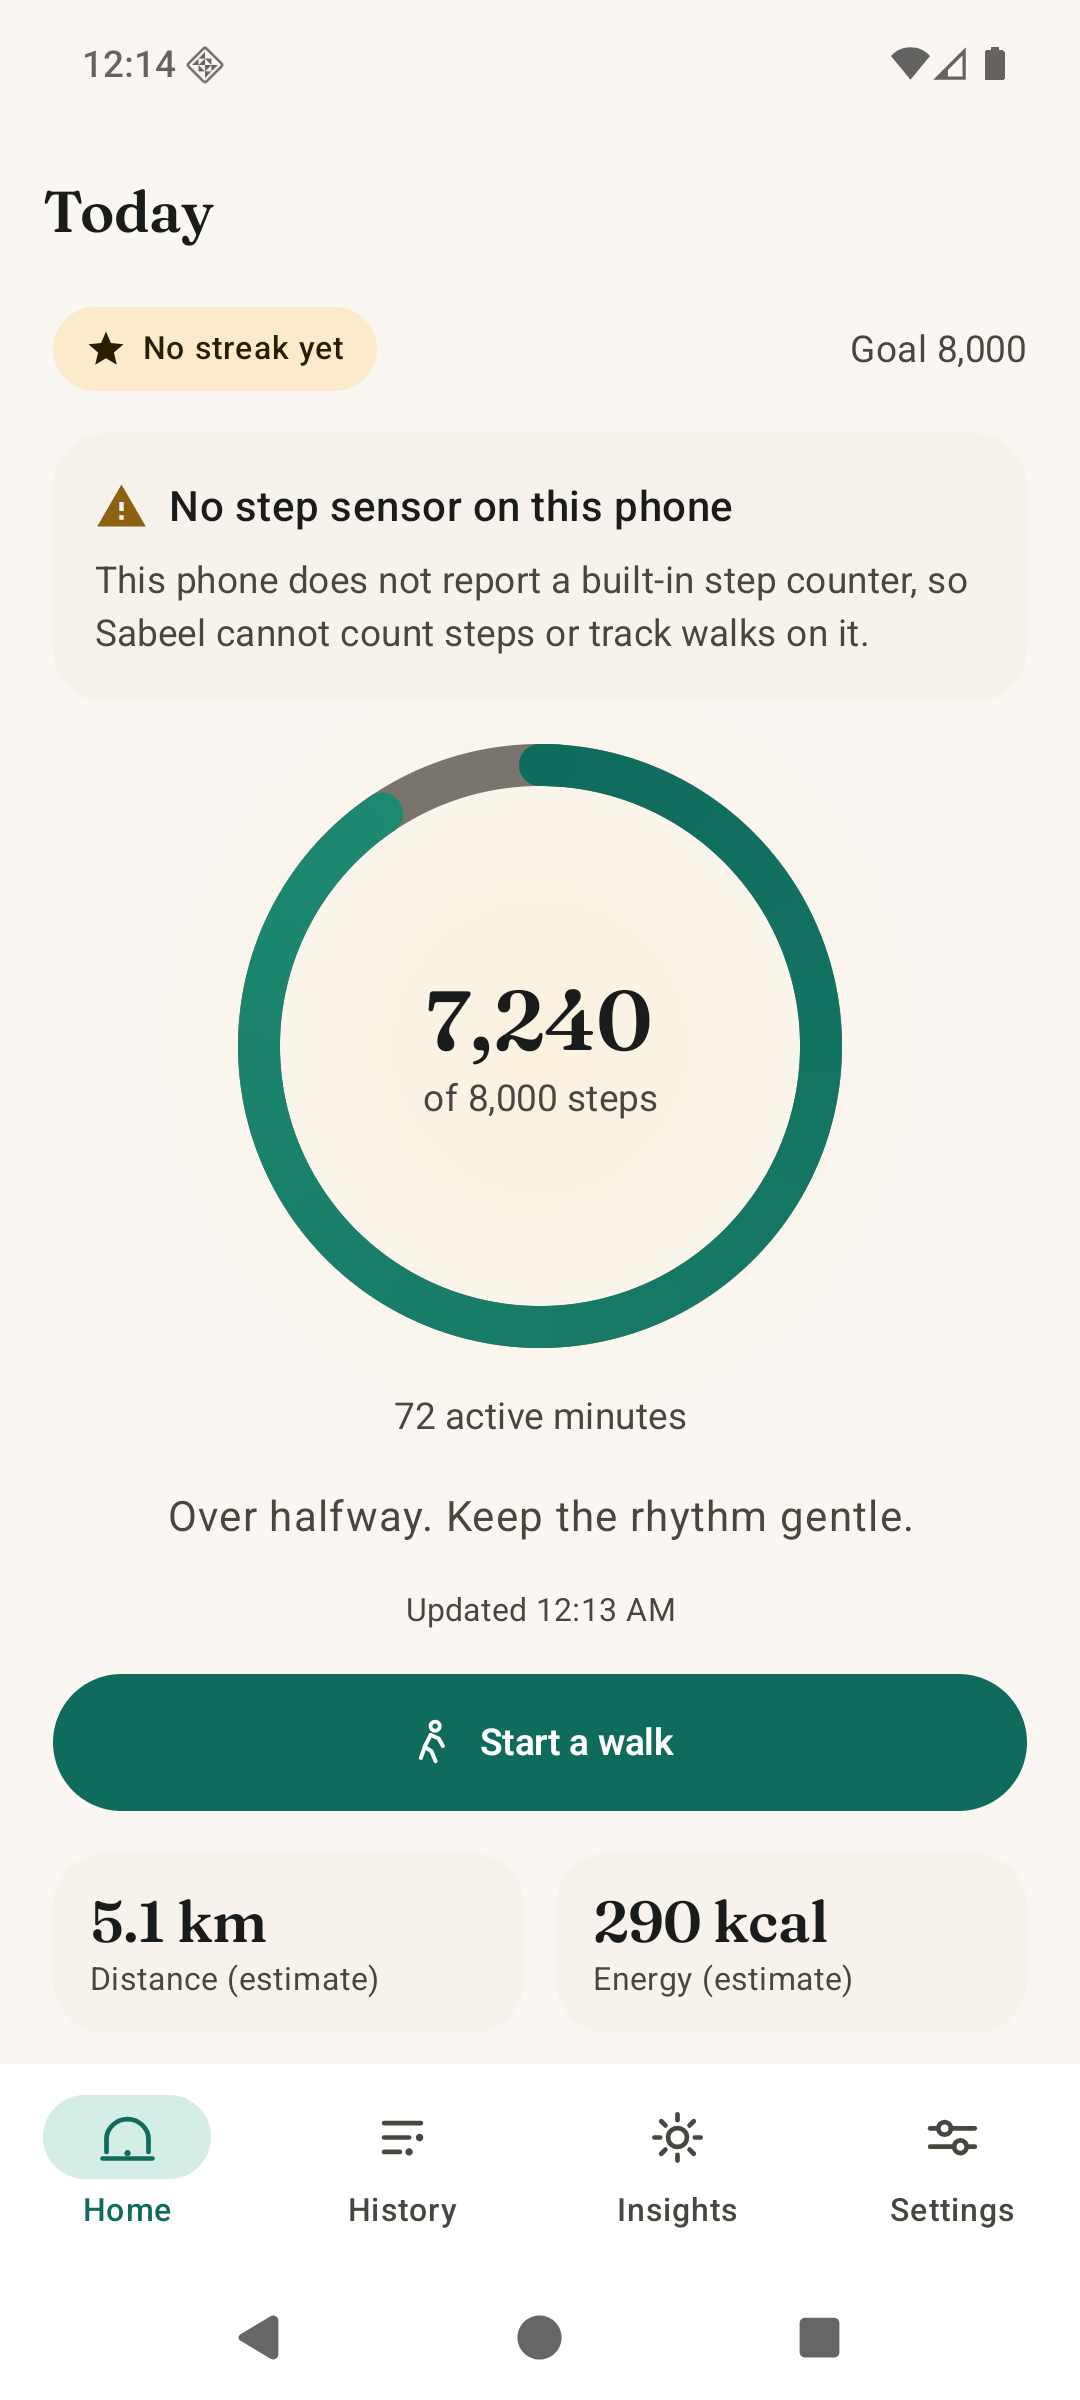 12:14
Today
No streak yet
Goal 8,000
No step sensor on this phone
This phone does not report a built-in step counter, so
Sabeel cannot count steps or track walks on it.
7,240
of 8,000 steps
72 active minutes
Over halfway. Keep the rhythm gentle.
Updated 12:13 AM
Start a walk
5.1 km
Distance (estimate)
290 kcal
Energy (estimate)
Home
History
Insights
Settings